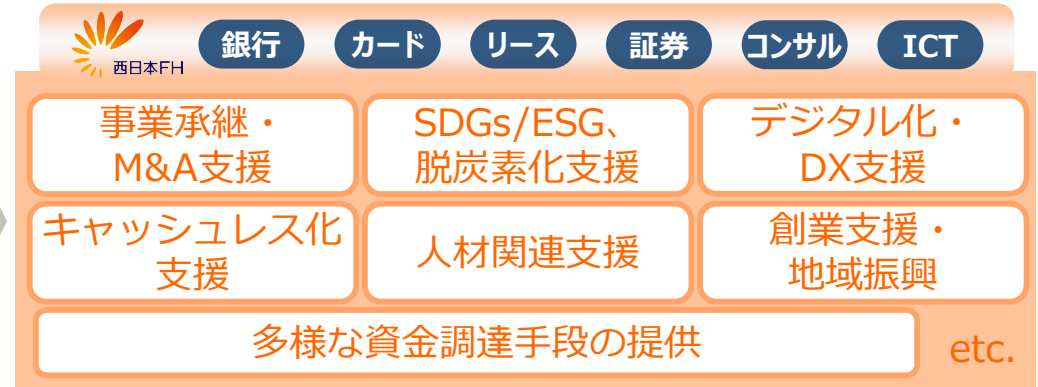 西日本FH
銀行 カード リース 証券 コンサル ICT
事業承継・
M&A支援
SDGs/ESG、
脱炭素化支援
デジタル化・
DX支援
キャッシュレス化
支援
人材関連支援
創業支援・
地域振興
多様な資金調達手段の提供
etc.